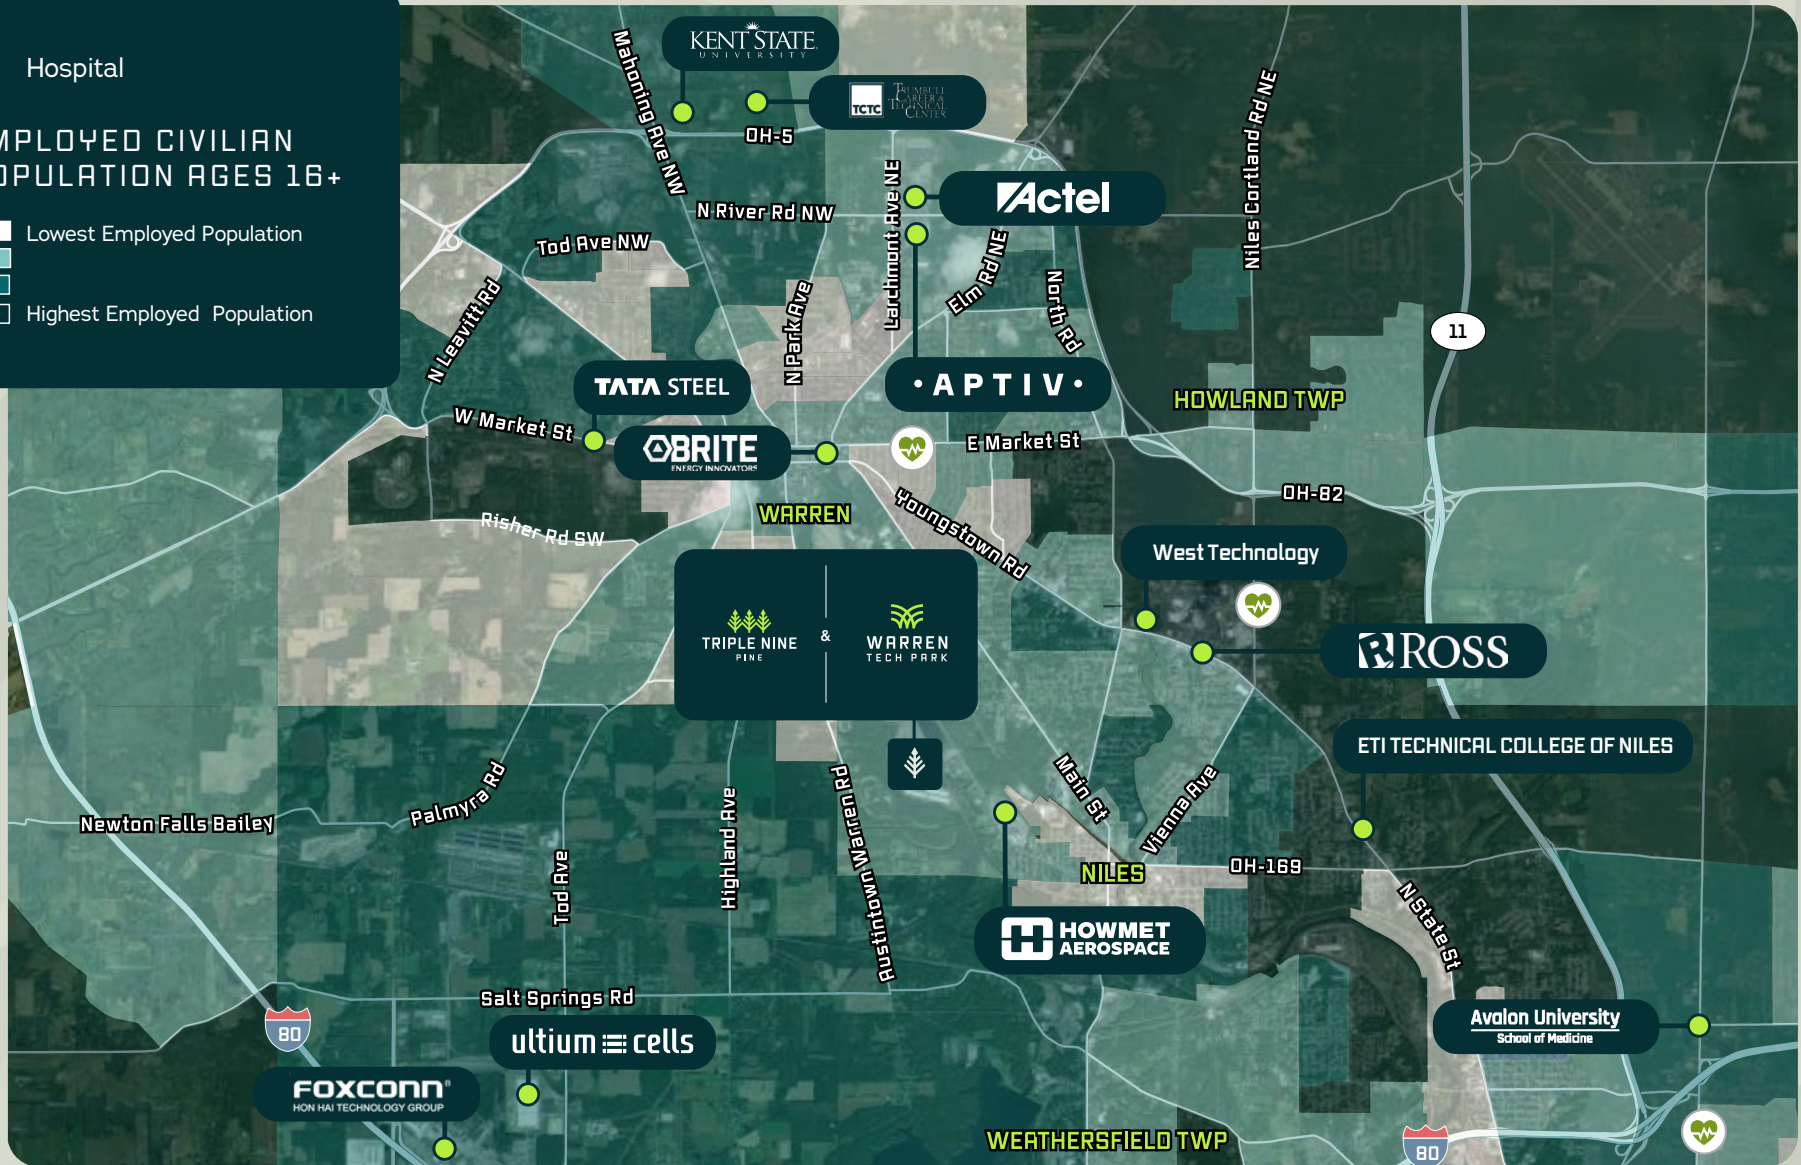 Hospital
MPLOYED CIVILIAN
OPULATION AGES 16+
Lowest Employed Population
Highest Employed Population
KENT STATE
UNIVERSITY
TCTC
TRUMBULL
CAREER &
TECHNICAL
CENTER
Mahoning Ave NW
OH-5
N River Rd NW
Larchmont Ave NE
Actel
Niles Cortland Rd NE
Tod Ave NW
Elm Rd NE
North Rd
N Leavitt Rd
N Park Ave
11
TATA STEEL
• APTIV •
HOWLAND TWP
W Market St
BRITE
ENERGY INNOVATORS
E Market St
OH-82
WARREN
Youngstown Rd
Risher Rd SW
West Technology
TRIPLE NINE
PINE
&
WARREN
TECH PARK
ROSS
ETI TECHNICAL COLLEGE OF NILES
Main St
Vienna Ave
Palmyra Rd
Newton Falls Bailey
Highland Ave
Austintown Warren Rd
Tod Ave
NILES
OH-169
N State St
HOWMET
AEROSPACE
Salt Springs Rd
80
ultium cells
Avalon University
School of Medicine
FOXCONN®
HON HAI TECHNOLOGY GROUP
WEATHERSFIELD TWP
80